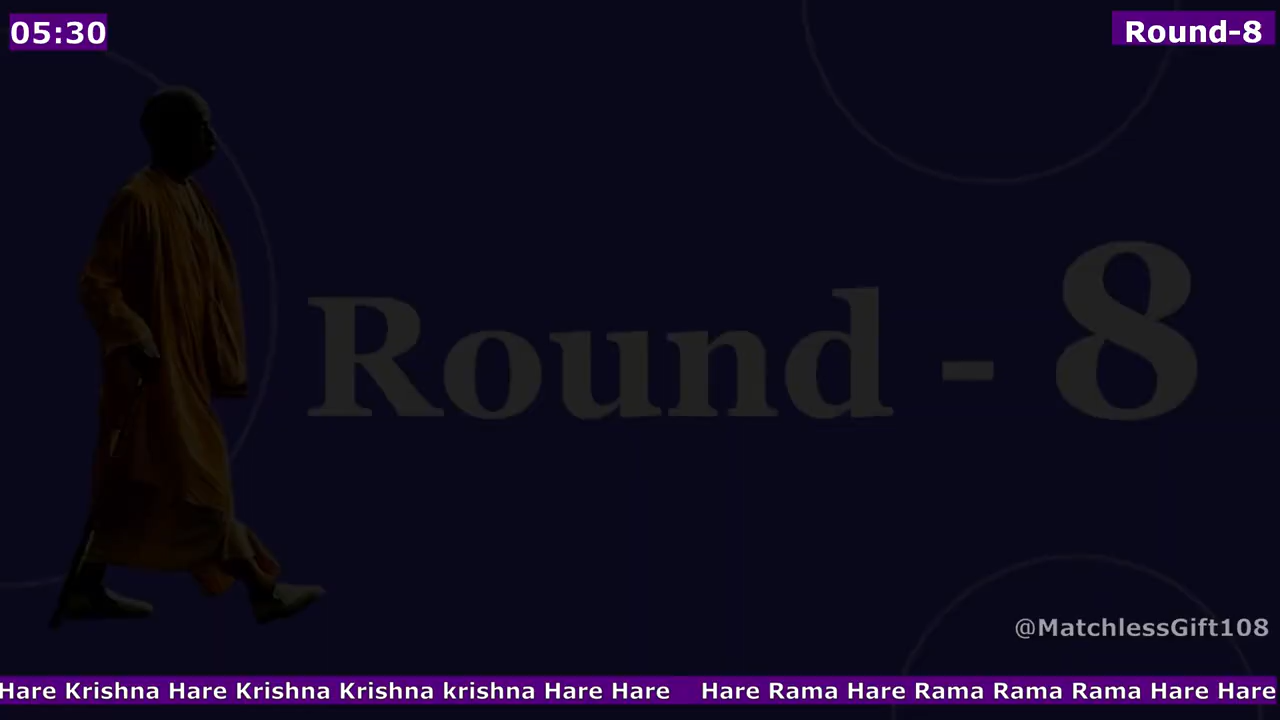 05:30
Round-8
Round - 8
@MatchlessGift108
Hare Krishna Hare Krishna Krishna krishna Hare Hare Hare Rama Hare Rama Rama Rama Hare Hare